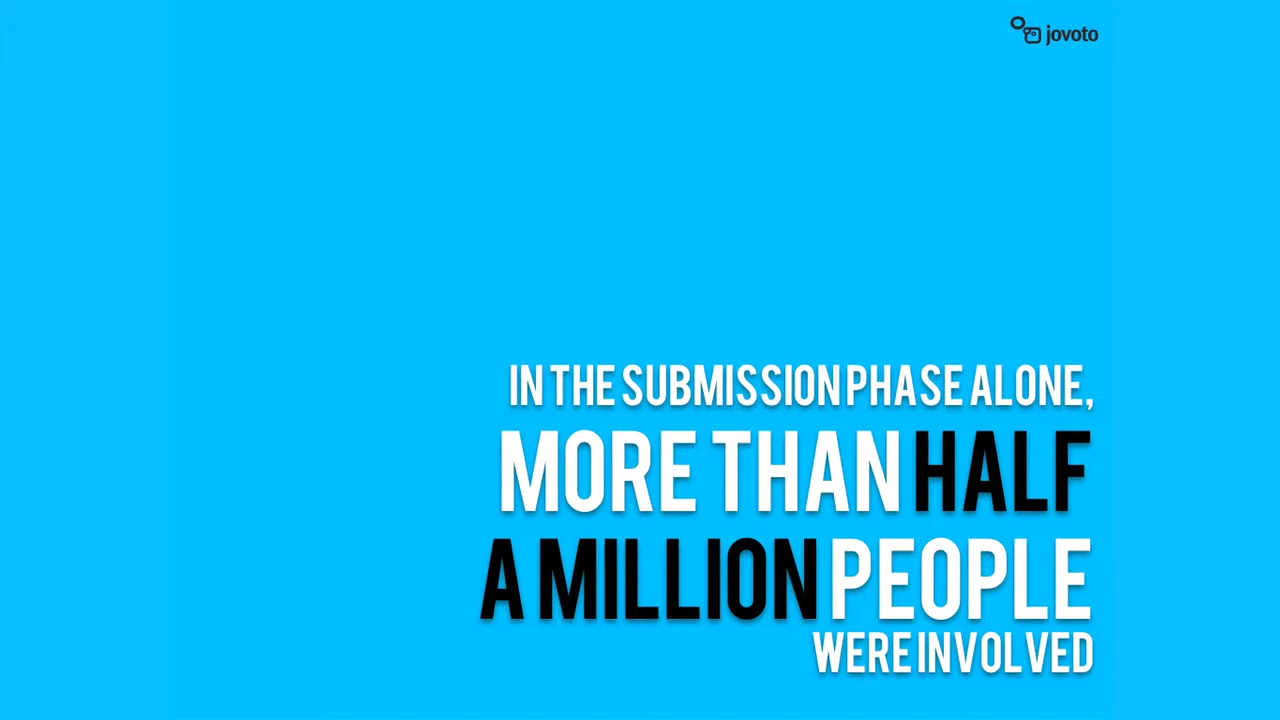 jovoto
IN THE SUBMISSION PHASE ALONE,
MORE THAN HALF
A MILLION PEOPLE
WERE INVOLVED